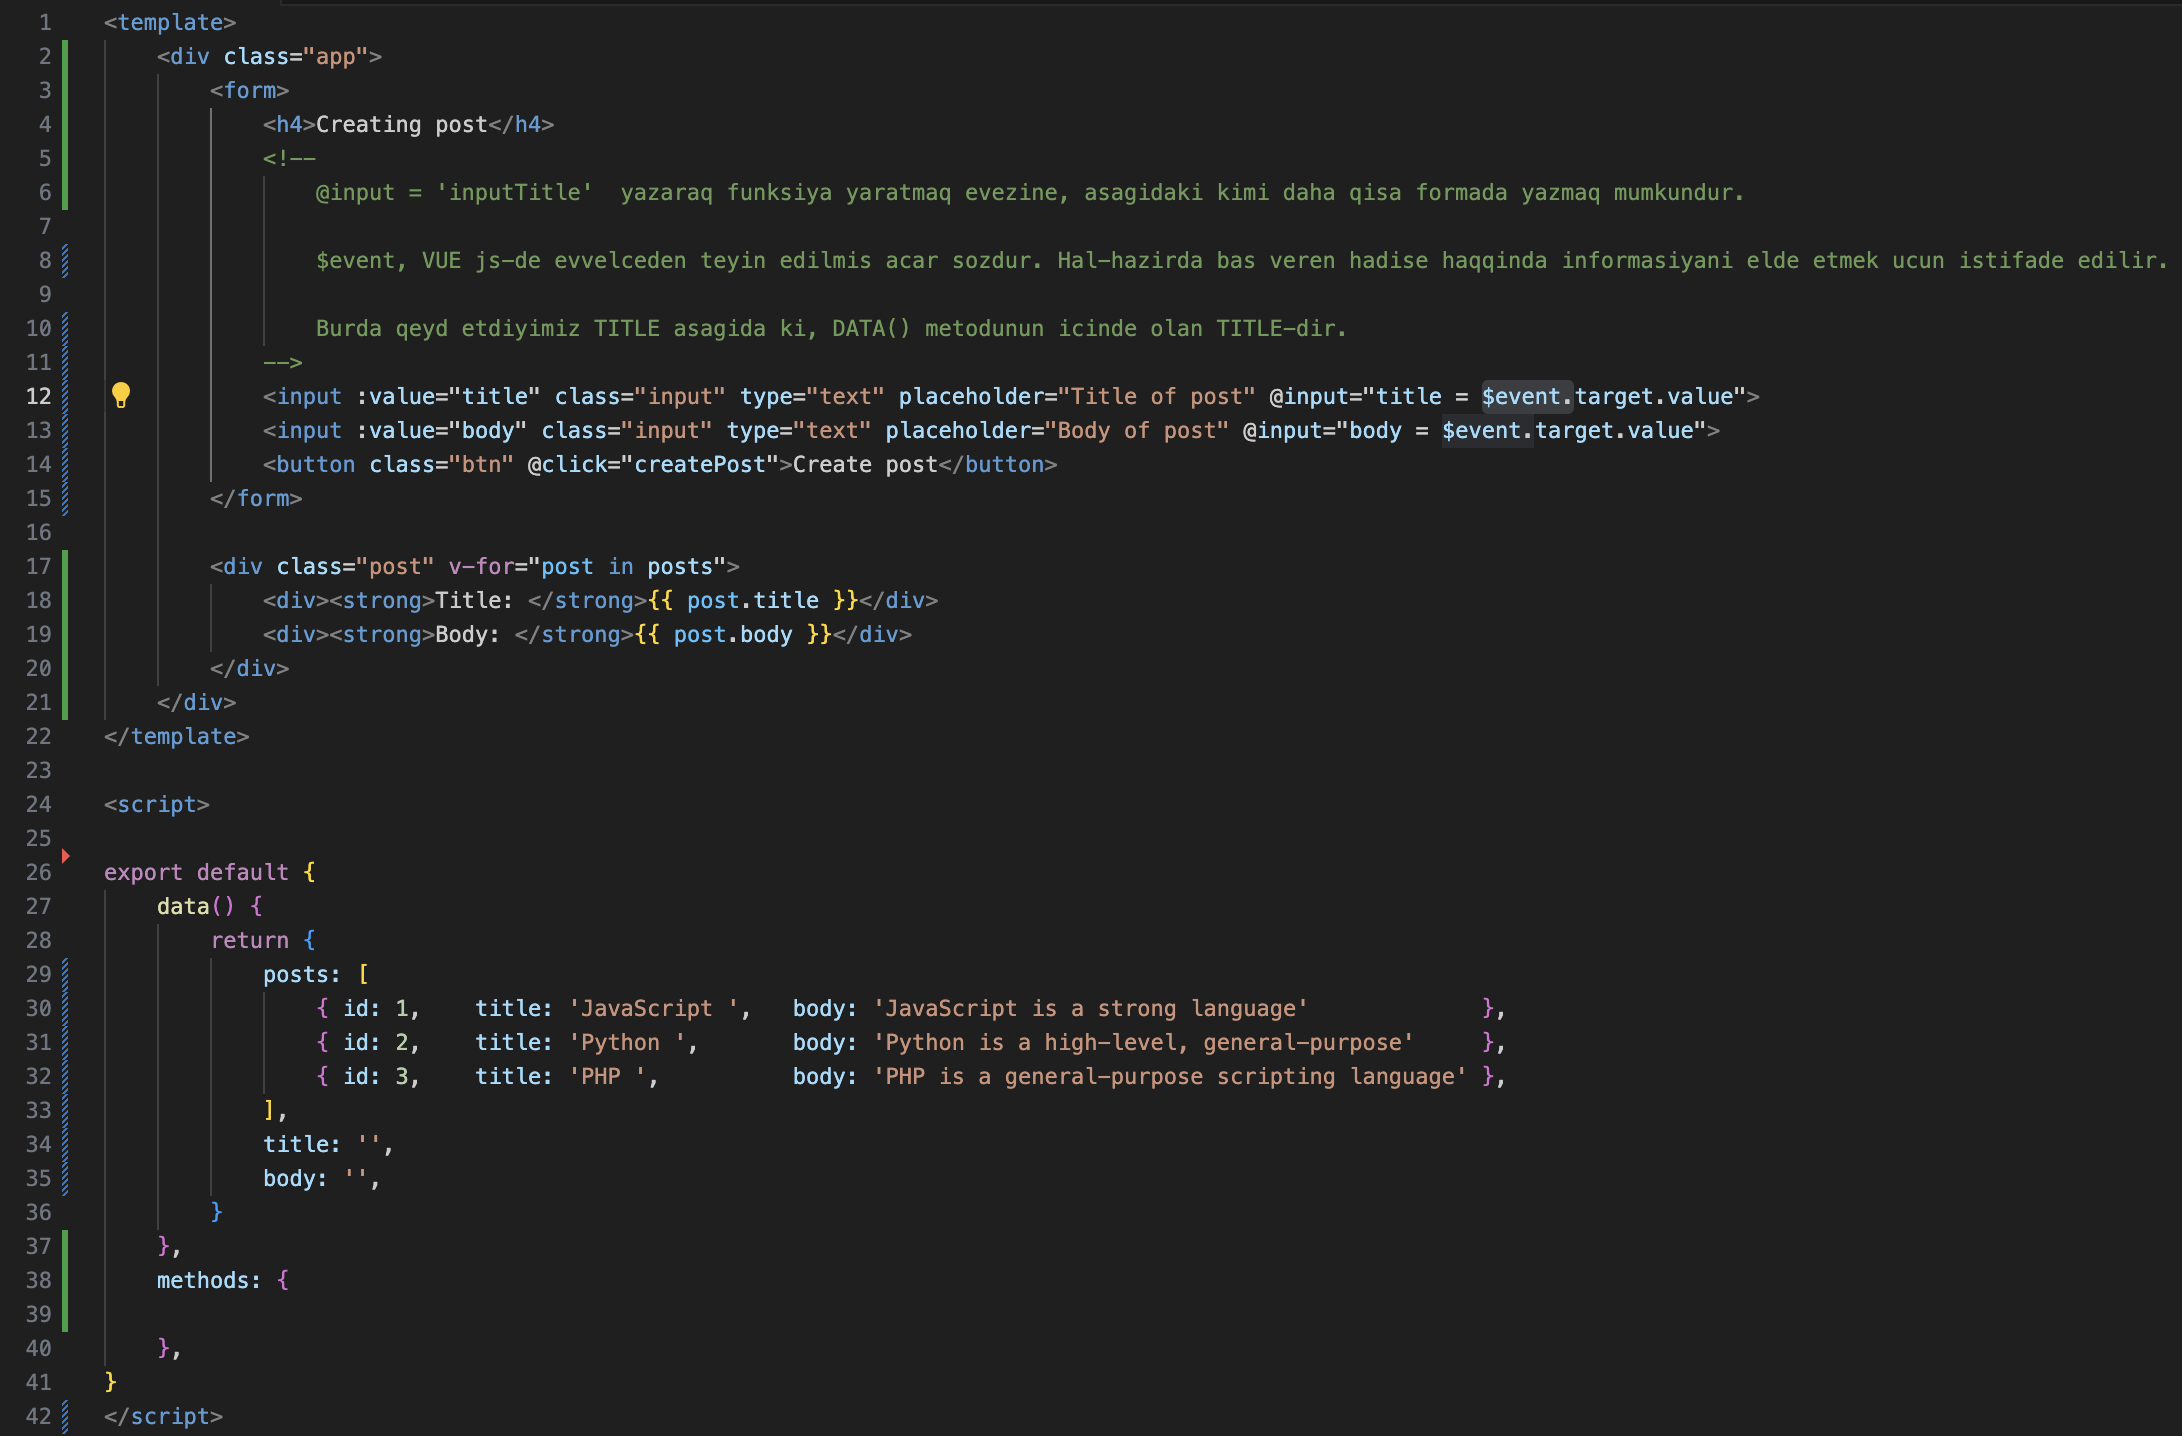 1 <template>
2 <div class="app">
3 <form>
4 <h4>Creating post</h4>
5 <!--
6 @input = 'inputTitle'  yazaraq funksiya yaratmaq evezine, asagidaki kimi daha qisa formada yazmaq mumkundur.
7
8 $event, VUE js-de evvelceden teyin edilmis acar sozdur. Hal-hazirda bas veren hadise haqqinda informasiyani elde etmek ucun istifade edilir.
9
10 Burda qeyd etdiyimiz TITLE asagida ki, DATA() metodunun icinde olan TITLE-dir.
11 -->
12 <input :value="title" class="input" type="text" placeholder="Title of post" @input="title = $event.target.value">
13 <input :value="body" class="input" type="text" placeholder="Body of post" @input="body = $event.target.value">
14 <button class="btn" @click="createPost">Create post</button>
15 </form>
16
17 <div class="post" v-for="post in posts">
18 <div><strong>Title: </strong>{{ post.title }}</div>
19 <div><strong>Body: </strong>{{ post.body }}</div>
20 </div>
21 </div>
22 </template>
23
24 <script>
25
26 export default {
27 data() {
28 return {
29 posts: [
30 { id: 1,    title: 'JavaScript ',   body: 'JavaScript is a strong language'             },
31 { id: 2,    title: 'Python ',       body: 'Python is a high-level, general-purpose'     },
32 { id: 3,    title: 'PHP ',          body: 'PHP is a general-purpose scripting language' },
33 ],
34 title: '',
35 body: '',
36 }
37 },
38 methods: {
39
40 },
41 }
42 </script>